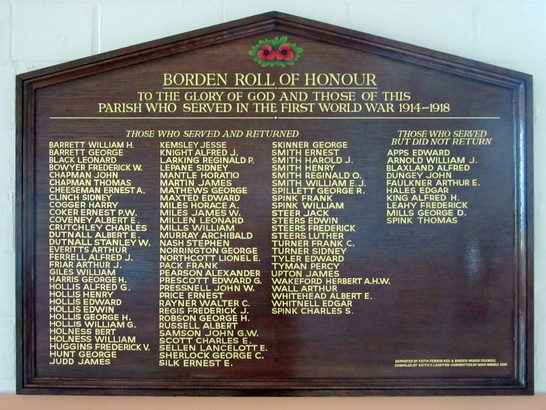 BORDEN ROLL OF HONOUR
TO THE GLORY OF GOD AND THOSE OF THIS
PARISH WHO SERVED IN THE FIRST WORLD WAR 1914-1918
THOSE WHO SERVED AND RETURNED
BARRETT WILLIAM H.
BARRETT GEORGE
BLACK LEONARD
BOWYER FREDERICK W.
CHAPMAN JOHN
CHAPMAN THOMAS
CHEESEMAN ERNEST A.
CLINCH SIDNEY
COGGER HARRY
COKER ERNEST P.W.
COVENEY ALBERT E.
CRUTCHLEY CHARLES
DUTNALL ALBERT E.
DUTNALL STANLEY W.
EVERITTS ARTHUR
FERRELL ALFRED J.
FRIAR ARTHUR J.
GILES WILLIAM
HARRIS GEORGE H.
HOLLIS ALFRED G.
HOLLIS HENRY
HOLLIS EDWARD
HOLLIS EDWIN
HOLLIS GEORGE H.
HOLLIS WILLIAM G.
HOLNESS BERT
HOLNESS WILLIAM
HUGGINS FREDERICK V.
HUNT GEORGE
JUDD JAMES
KEMSLEY JESSE
KNIGHT ALFRED J.
LARKING REGINALD P.
LEPANE SIDNEY
MANTLE HORATIO
MARTIN JAMES
MATHEWS GEORGE
MAXTED EDWARD
MILES HORACE A.
MILES JAMES W.
MILLEN LEONARD
MILLS WILLIAM
MURRAY ARCHIBALD
NASH STEPHEN
NORRINGTON GEORGE
NORTHCOTT LIONEL E.
PACK FRANK
PEARSON ALEXANDER
PRESCOTT EDWARD G.
PRESSNELL JOHN W.
PRICE ERNEST
RAYNER WALTER C.
REGIS FREDERICK J.
ROBSON GEORGE H.
RUSSELL ALBERT
SAMSON JOHN G.W.
SCOTT CHARLES E.
SELLEN LANCELOTT E.
SHERLOCK GEORGE C.
SILK ERNEST E.
SKINNER GEORGE
SMITH ERNEST
SMITH HAROLD J.
SMITH HENRY
SMITH REGINALD O.
SMITH WILLIAM E.J.
SPILLETT GEORGE R.
SPINK FRANK
SPINK WILLIAM
STEER JACK
STEERS EDWIN
STEERS FREDERICK
STEERS LUTHER
TURNER FRANK C.
TURNER SIDNEY
TYLER EDWARD
TYMAN PERCY
UPTON JAMES
WAKEFORD HERBERT A.H.W.
WALL ARTHUR
WHITEHEAD ALBERT E.
WHITNELL EDGAR
SPINK CHARLES S.
THOSE WHO SERVED
BUT DID NOT RETURN
APPS EDWARD
ARNOLD WILLIAM J.
BLAXLAND ALFRED
DUNGEY JOHN
FAULKNER ARTHUR E.
HALES EDGAR
KING ALFRED H.
LEAHY FREDERICK
MILLS GEORGE D.
SPINK THOMAS